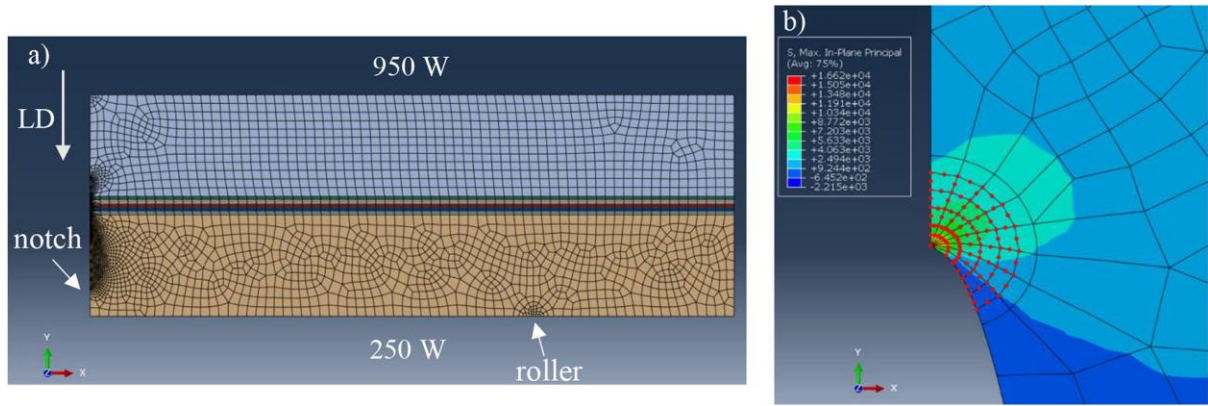 a)
950 W
LD
notch
250 W
roller
Y
Z
X
b)
S, Max. In-Plane Principal
(Avg: 75%)
+1.662e+04
+1.505e+04
+1.348e+04
+1.191e+04
+1.034e+04
+8.772e+03
+7.203e+03
+5.633e+03
+4.063e+03
+2.494e+03
+9.244e+02
-6.452e+02
-2.215e+03
Y
Z
X